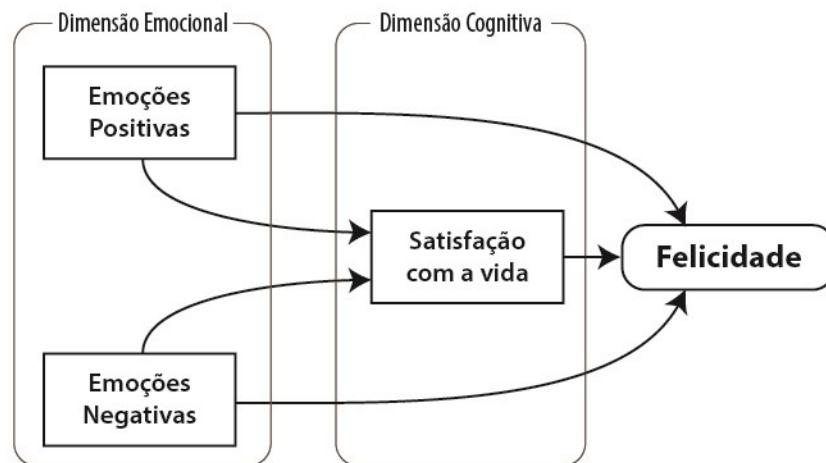 Dimensão Emocional
Dimensão Cognitiva
Emoções
Positivas
Satisfação
com a vida
Felicidade
Emoções
Negativas